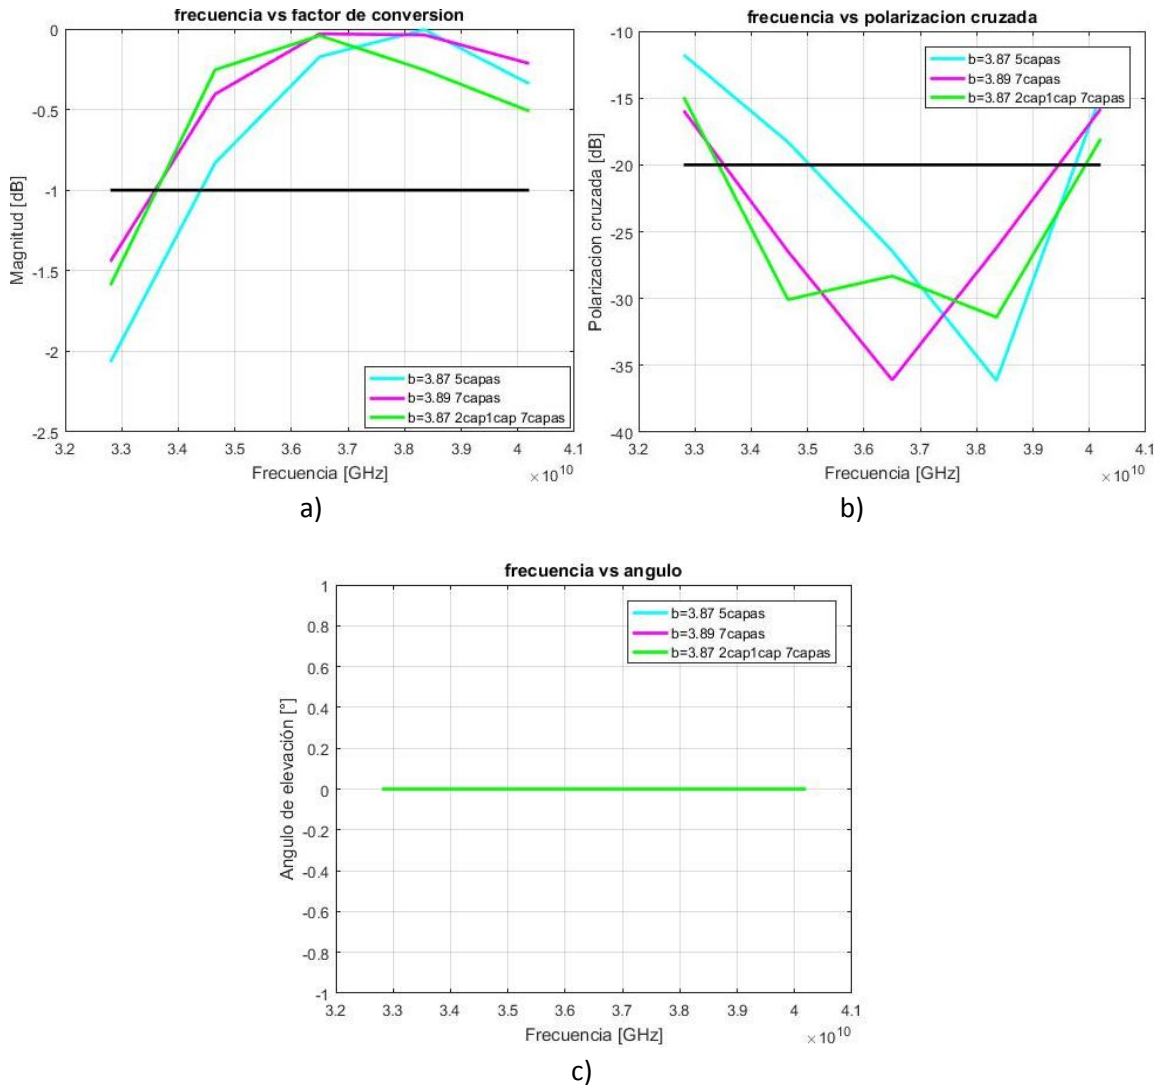 frecuencia vs factor de conversion
0
-0.5
-1
-1.5
-2
-2.5
Magnitud [dB]
b=3.87 5capas
b=3.89 7capas
b=3.87 2cap1cap 7capas
3.2 3.3 3.4 3.5 3.6 3.7 3.8 3.9 4 4.1
Frecuencia [GHz]
×10^10
a)
frecuencia vs polarizacion cruzada
-10
-15
-20
-25
-30
-35
-40
Polarizacion cruzada [dB]
b=3.87 5capas
b=3.89 7capas
b=3.87 2cap1cap 7capas
3.2 3.3 3.4 3.5 3.6 3.7 3.8 3.9 4 4.1
Frecuencia [GHz]
×10^10
b)
frecuencia vs angulo
1
0.8
0.6
0.4
0.2
0
-0.2
-0.4
-0.6
-0.8
-1
Angulo de elevación [°]
b=3.87 5capas
b=3.89 7capas
b=3.87 2cap1cap 7capas
3.2 3.3 3.4 3.5 3.6 3.7 3.8 3.9 4 4.1
Frecuencia [GHz]
×10^10
c)